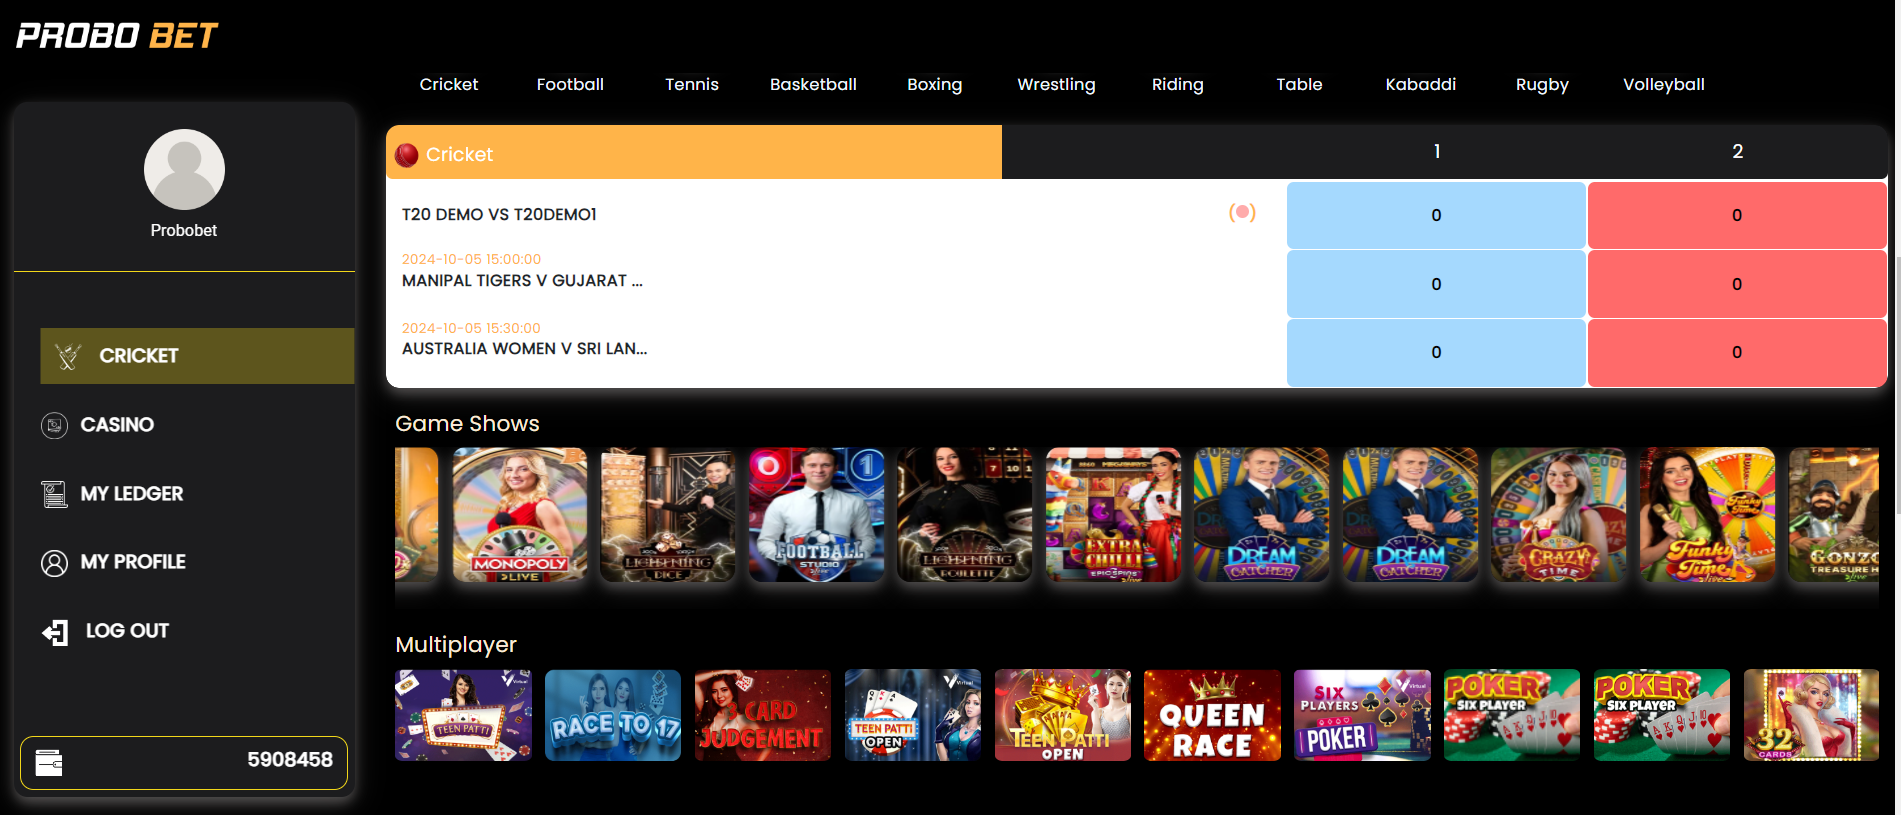 PROBO BET
Cricket Football Tennis Basketball Boxing Wrestling Riding Table Kabaddi Rugby Volleyball
Probobet
CRICKET
CASINO
MY LEDGER
MY PROFILE
LOG OUT
5908458
Cricket 1 2
T20 DEMO VS T20DEMO1 0 0
2024-10-05 15:00:00
MANIPAL TIGERS V GUJARAT ... 0 0
2024-10-05 15:30:00
AUSTRALIA WOMEN V SRI LAN... 0 0
Game Shows
MONOPOLY
LIVE
LIGHTNING
DICE
0 1
FOOTBALL
STUDIO
LIGHTNING
ROULETTE
EXTRA
CHILLI
EPIC SPINS
DREAM
CATCHER
DREAM
CATCHER
CRAZY
TIME
Funky
Time
GONZO
TREASURE H
Multiplayer
TEEN PATTI
Virtual
RACE TO 17
3 CARD
JUDGEMENT
Virtual
TEEN PATTI
OPEN
TEEN PATTI
OPEN
QUEEN
RACE
SIX
PLAYERS
POKER
Virtual
POKER
SIX PLAYER
POKER
SIX PLAYER
32
CARDS